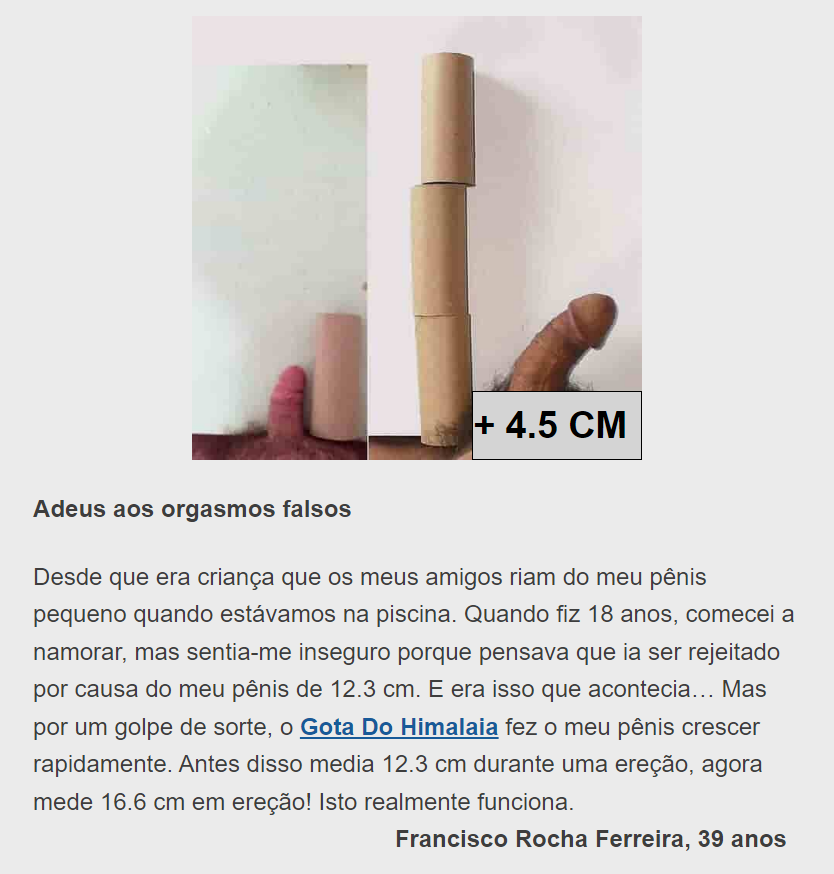 + 4.5 CM
Adeus aos orgasmos falsos
Desde que era criança que os meus amigos riam do meu pênis
pequeno quando estávamos na piscina. Quando fiz 18 anos, comecei a
namorar, mas sentia-me inseguro porque pensava que ia ser rejeitado
por causa do meu pênis de 12.3 cm. E era isso que acontecia… Mas
por um golpe de sorte, o Gota Do Himalaia fez o meu pênis crescer
rapidamente. Antes disso media 12.3 cm durante uma ereção, agora
mede 16.6 cm em ereção! Isto realmente funciona.
Francisco Rocha Ferreira, 39 anos